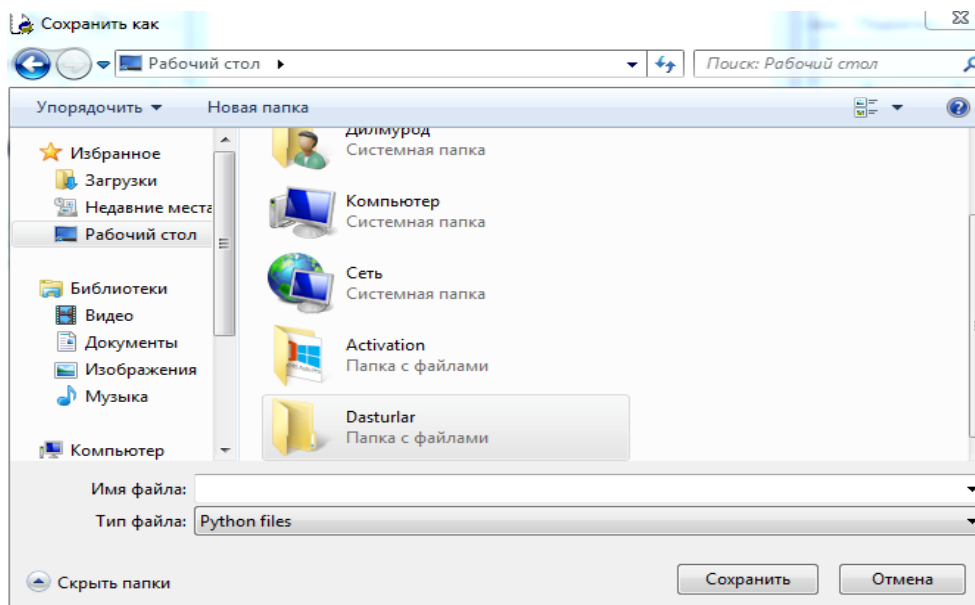 Сохранить как
Рабочий стол
Поиск: Рабочий стол
Упорядочить
Новая папка
Избранное
Загрузки
Недавние места
Рабочий стол
Библиотеки
Видео
Документы
Изображения
Музыка
Компьютер
Дилмурод
Системная папка
Компьютер
Системная папка
Сеть
Системная папка
Activation
Папка с файлами
Dasturlar
Папка с файлами
Имя файла:
Тип файла: Python files
Скрыть папки
Сохранить
Отмена